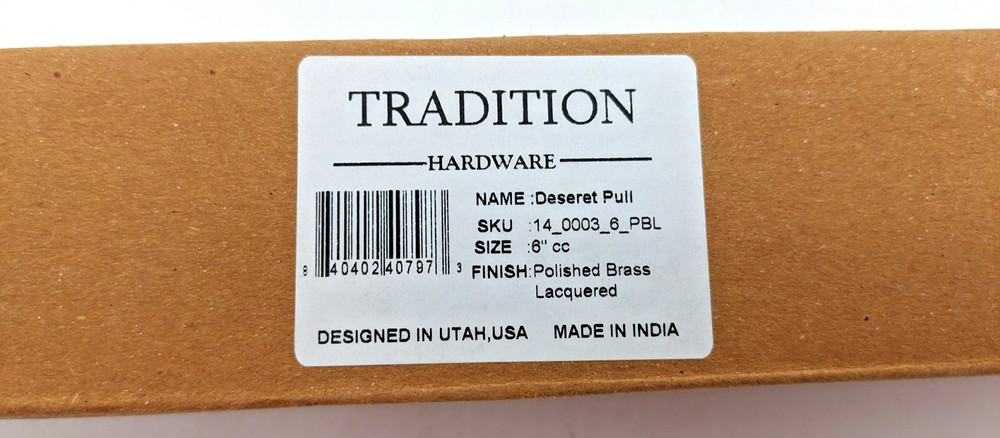 TRADITION
HARDWARE
NAME :Deseret Pull
SKU :14_0003_6_PBL
SIZE :6" cc
8 40402 40797 3
FINISH:Polished Brass
Lacquered
DESIGNED IN UTAH,USA MADE IN INDIA